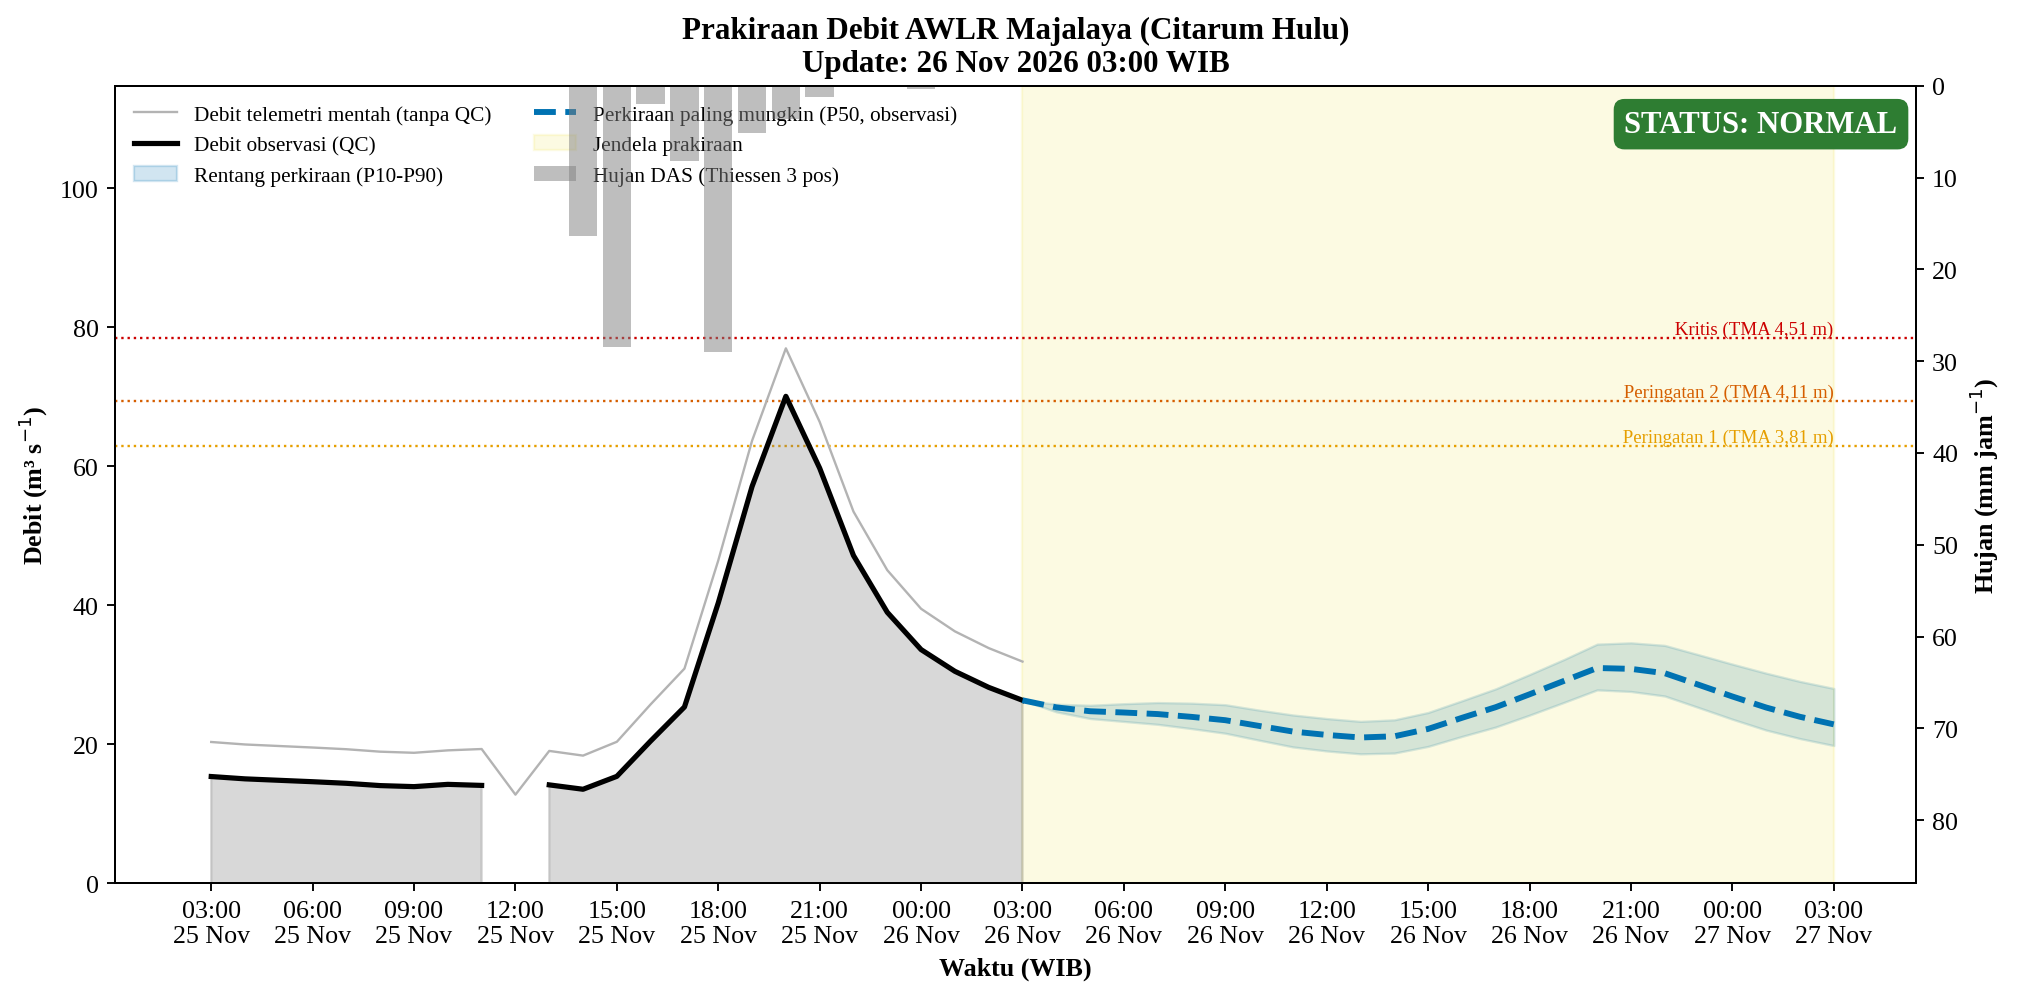 Prakiraan Debit AWLR Majalaya (Citarum Hulu)
Update: 26 Nov 2026 03:00 WIB
Debit telemetri mentah (tanpa QC)
Debit observasi (QC)
Rentang perkiraan (P10-P90)
Perkiraan paling mungkin (P50, observasi)
Jendela prakiraan
Hujan DAS (Thiessen 3 pos)
STATUS: NORMAL
Kritis (TMA 4,51 m)
Peringatan 2 (TMA 4,11 m)
Peringatan 1 (TMA 3,81 m)
Debit (m³ s⁻¹)
100
80
60
40
20
0
Hujan (mm jam⁻¹)
0
10
20
30
40
50
60
70
80
03:00 06:00 09:00 12:00 15:00 18:00 21:00 00:00 03:00 06:00 09:00 12:00 15:00 18:00 21:00 00:00 03:00
25 Nov 25 Nov 25 Nov 25 Nov 25 Nov 25 Nov 25 Nov 26 Nov 26 Nov 26 Nov 26 Nov 26 Nov 26 Nov 26 Nov 26 Nov 27 Nov 27 Nov
Waktu (WIB)